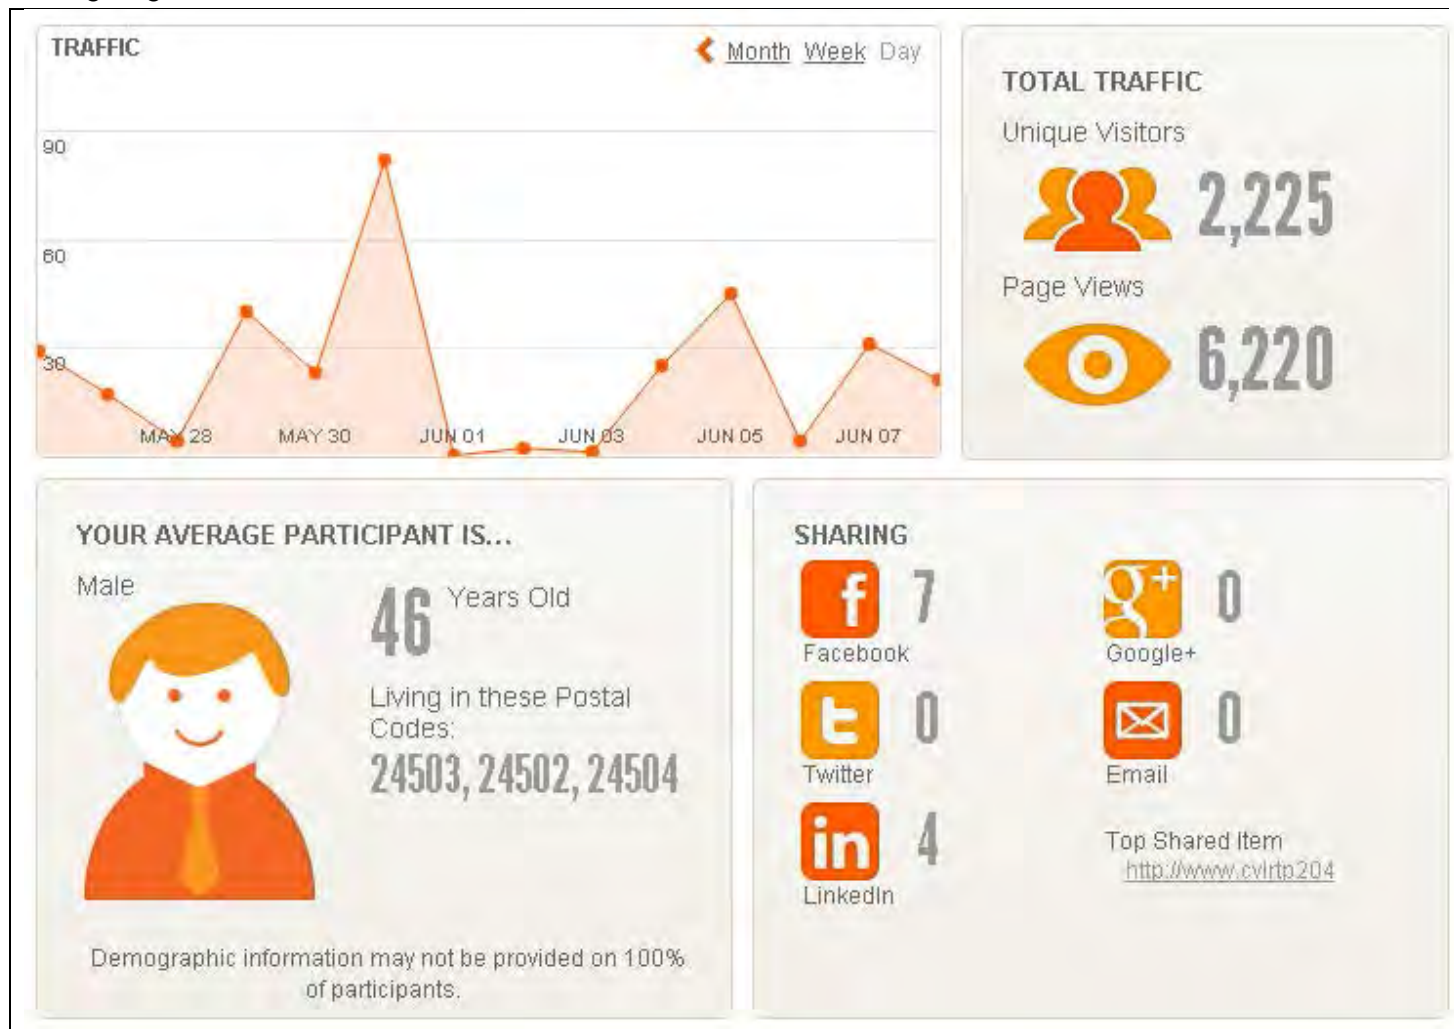 TRAFFIC
Month Week Day
90
60
30
MAY 28 MAY 30 JUN 01 JUN 03 JUN 05 JUN 07
TOTAL TRAFFIC
Unique Visitors
2,225
Page Views
6,220
YOUR AVERAGE PARTICIPANT IS...
Male
46 Years Old
Living in these Postal
Codes:
24503, 24502, 24504
Demographic information may not be provided on 100%
of participants.
SHARING
f 7
Facebook
g+ 0
Google+
t 0
Twitter
0
Email
in 4
LinkedIn
Top Shared Item
http://www.cvlrtp204